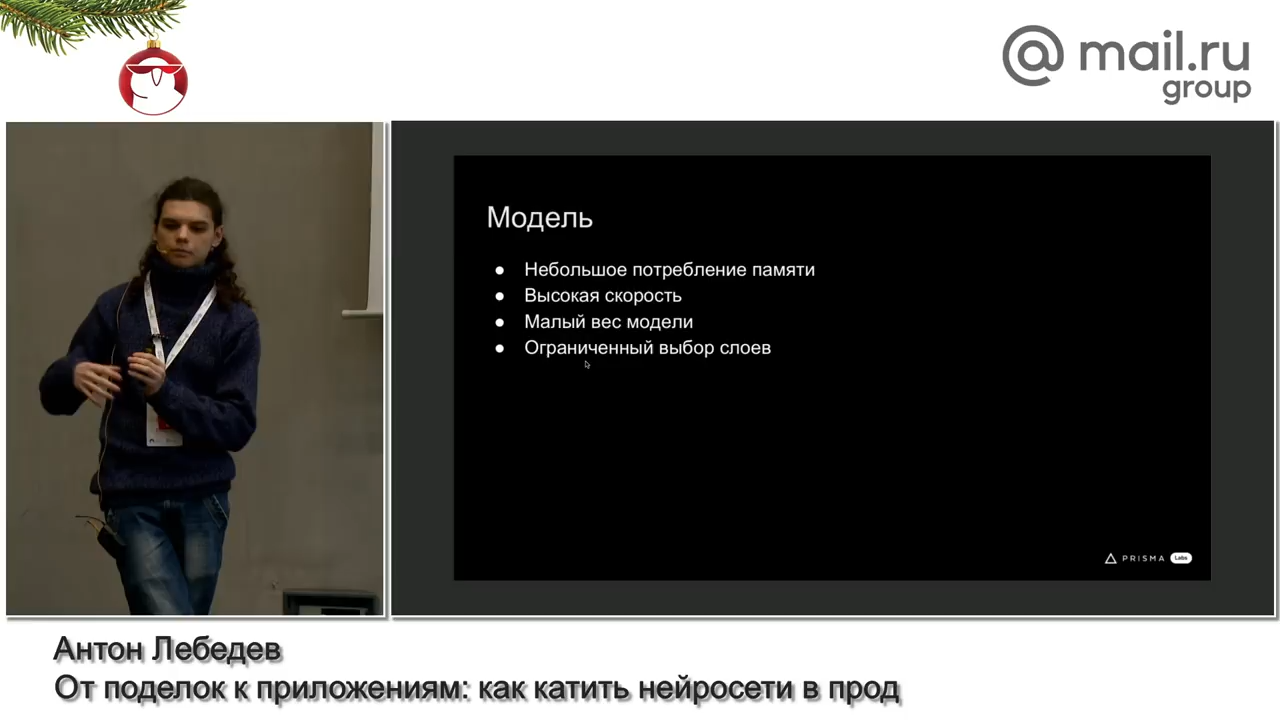 @ mail.ru
group
Модель
● Небольшое потребление памяти
● Высокая скорость
● Малый вес модели
● Ограниченный выбор слоев
PRISMA Labs
Антон Лебедев
От поделок к приложениям: как катить нейросети в прод